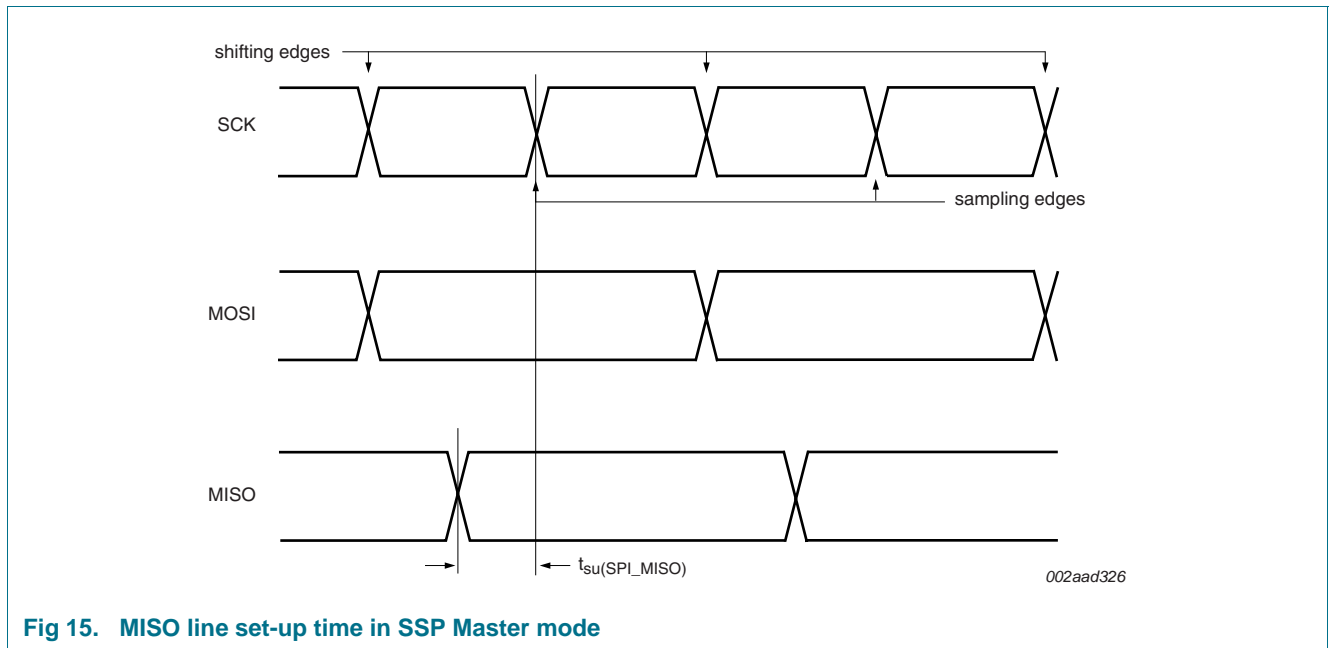 shifting edges
SCK
sampling edges
MOSI
MISO
tsu(SPI_MISO)
002aad326
Fig 15. MISO line set-up time in SSP Master mode